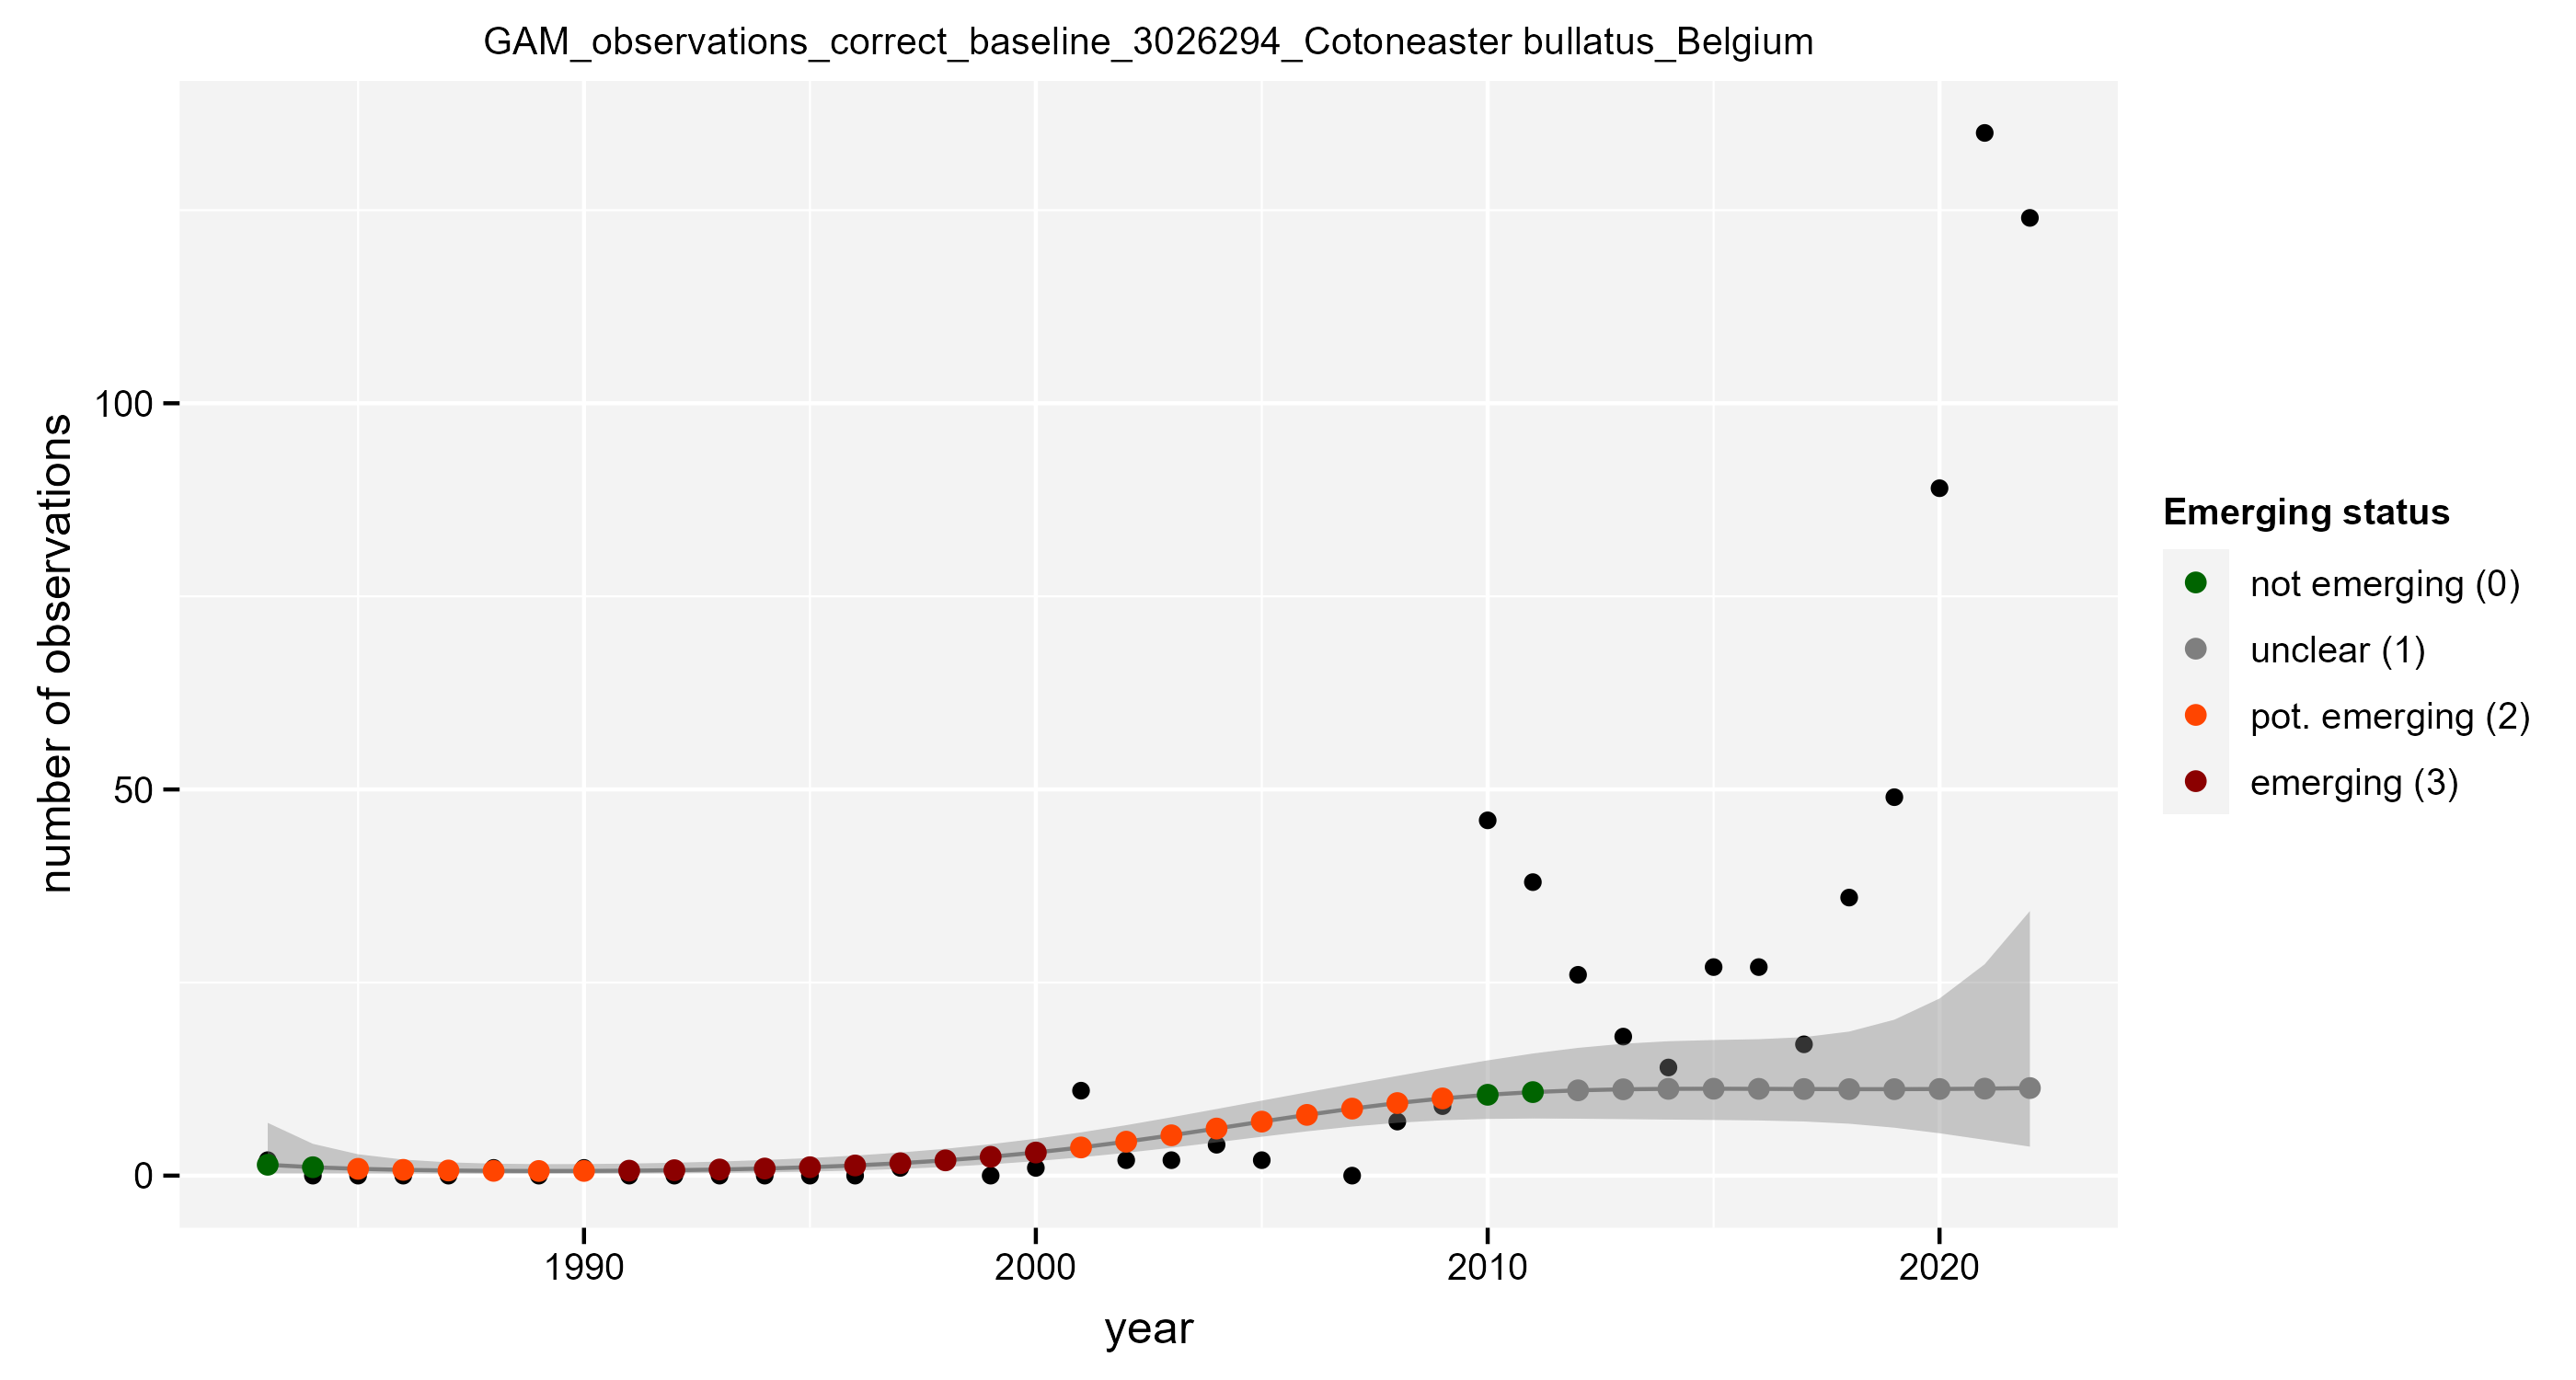 GAM_observations_correct_baseline_3026294_Cotoneaster bullatus_Belgium
number of observations
100
50
0
1990
2000
2010
2020
year
Emerging status
not emerging (0)
unclear (1)
pot. emerging (2)
emerging (3)